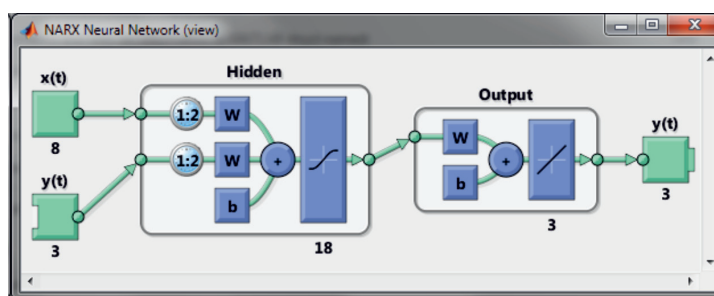 NARX Neural Network (view)
Hidden
x(t)
8
1:2
W
y(t)
3
1:2
W
b
+
18
Output
W
b
+
3
y(t)
3